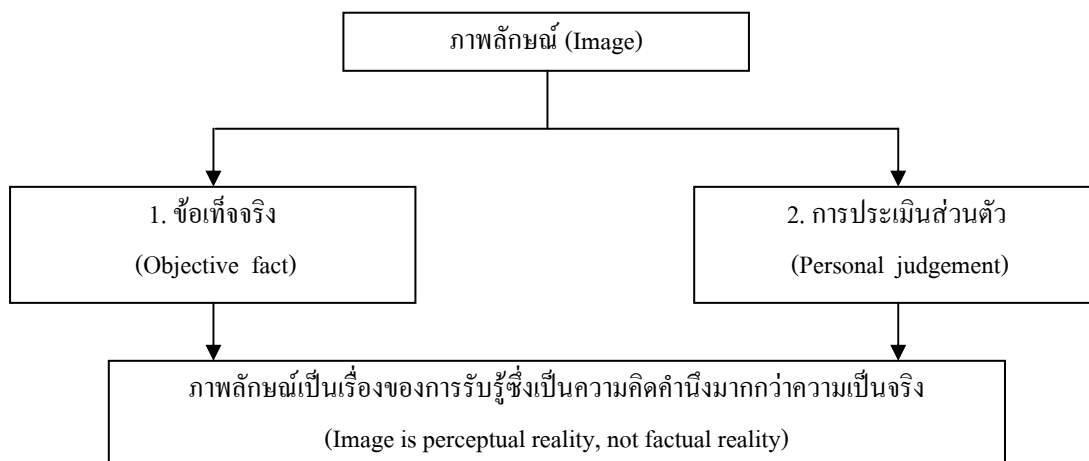 ภาพลักษณ์ (Image)
1. ข้อเท็จจริง
(Objective fact)
2. การประเมินส่วนตัว
(Personal judgement)
ภาพลักษณ์เป็นเรื่องของการรับรู้ซึ่งเป็นความคิดคำนึงมากกว่าความเป็นจริง
(Image is perceptual reality, not factual reality)